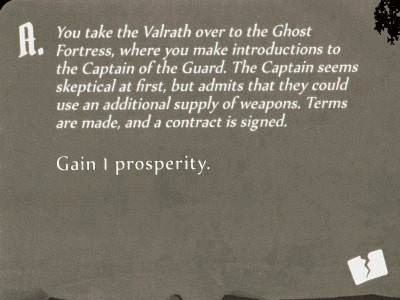 A. You take the Valrath over to the Ghost
Fortress, where you make introductions to
the Captain of the Guard. The Captain seems
skeptical at first, but admits that they could
use an additional supply of weapons. Terms
are made, and a contract is signed.
Gain 1 prosperity.